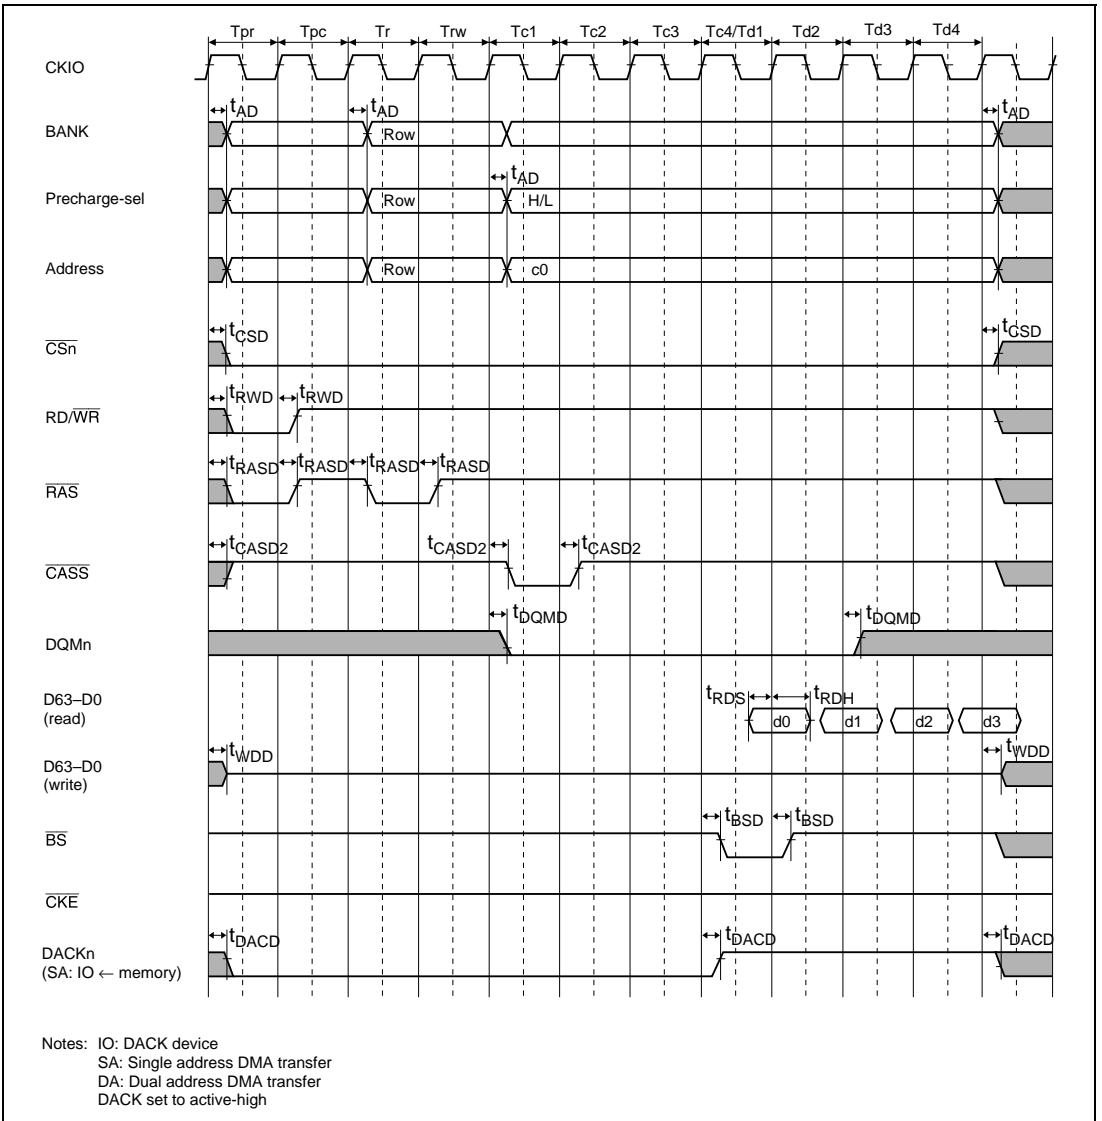 Tpr Tpc Tr Trw Tc1 Tc2 Tc3 Tc4/Td1 Td2 Td3 Td4
CKIO
tAD tAD tAD
BANK Row
tAD
Precharge-sel Row H/L
Address Row c0
tCSD tCSD
CSn
tRWD tRWD
RD/WR
tRASD tRASD tRASD tRASD
RAS
tCASD2 tCASD2 tCASD2
CASS
tDQMD tDQMD
DQMn
tRDS tRDH
D63–D0
(read)
d0 d1 d2 d3
tWDD tWDD
D63–D0
(write)
tBSD tBSD
BS
CKE
tDACD tDACD tDACD
DACKn
(SA: IO ← memory)
Notes: IO: DACK device
SA: Single address DMA transfer
DA: Dual address DMA transfer
DACK set to active-high